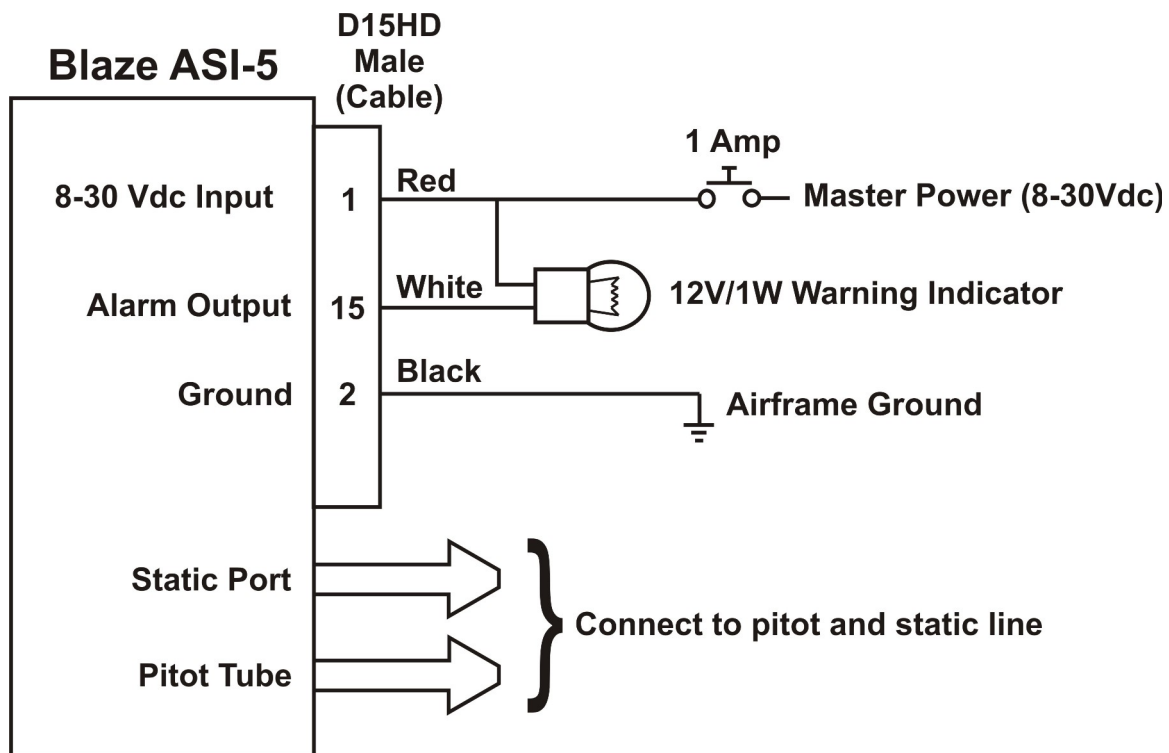 Blaze ASI-5
D15HD
Male
(Cable)
8-30 Vdc Input
1
Red
1 Amp
Master Power (8-30Vdc)
Alarm Output
15
White
12V/1W Warning Indicator
Ground
2
Black
Airframe Ground
Static Port
Pitot Tube
Connect to pitot and static line